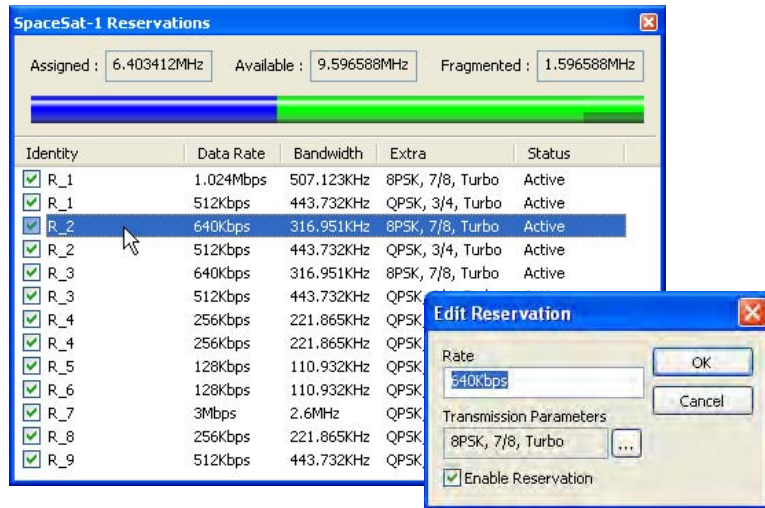 SpaceSat-1 Reservations
Assigned : 6.403412MHz Available : 9.596588MHz Fragmented : 1.596588MHz
Identity Data Rate Bandwidth Extra Status
R_1 1.024Mbps 507.123KHz 8PSK, 7/8, Turbo Active
R_1 512Kbps 443.732KHz QPSK, 3/4, Turbo Active
R_2 640Kbps 316.951KHz 8PSK, 7/8, Turbo Active
R_2 512Kbps 443.732KHz QPSK, 3/4, Turbo Active
R_3 640Kbps 316.951KHz 8PSK, 7/8, Turbo Active
R_3 512Kbps 443.732KHz QPSK
R_4 256Kbps 221.865KHz QPSK
R_4 256Kbps 221.865KHz QPSK
R_5 128Kbps 110.932KHz QPSK
R_6 128Kbps 110.932KHz QPSK
R_7 3Mbps 2.6MHz QPSK
R_8 256Kbps 221.865KHz QPSK
R_9 512Kbps 443.732KHz QPSK
Edit Reservation
Rate
640Kbps
OK
Cancel
Transmission Parameters
8PSK, 7/8, Turbo ...
Enable Reservation